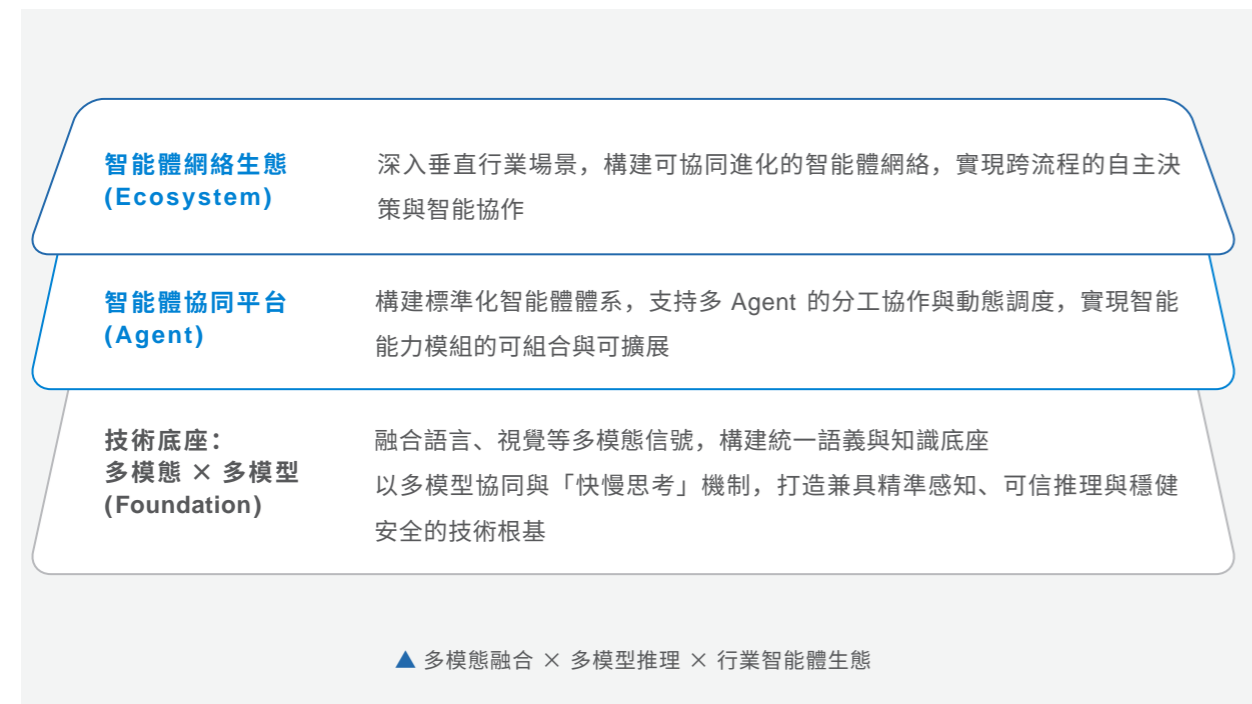 智能體網絡生態
(Ecosystem)
深入垂直行業場景，構建可協同進化的智能體網絡，實現跨流程的自主決
策與智能協作
智能體協同平台
(Agent)
構建標準化智能體體系，支持多 Agent 的分工協作與動態調度，實現智能
能力模組的可組合與可擴展
技術底座：
多模態 × 多模型
(Foundation)
融合語言、視覺等多模態信號，構建統一語義與知識底座
以多模型協同與「快慢思考」機制，打造兼具精準感知、可信推理與穩健
安全的技術根基
▲ 多模態融合 × 多模型推理 × 行業智能體生態